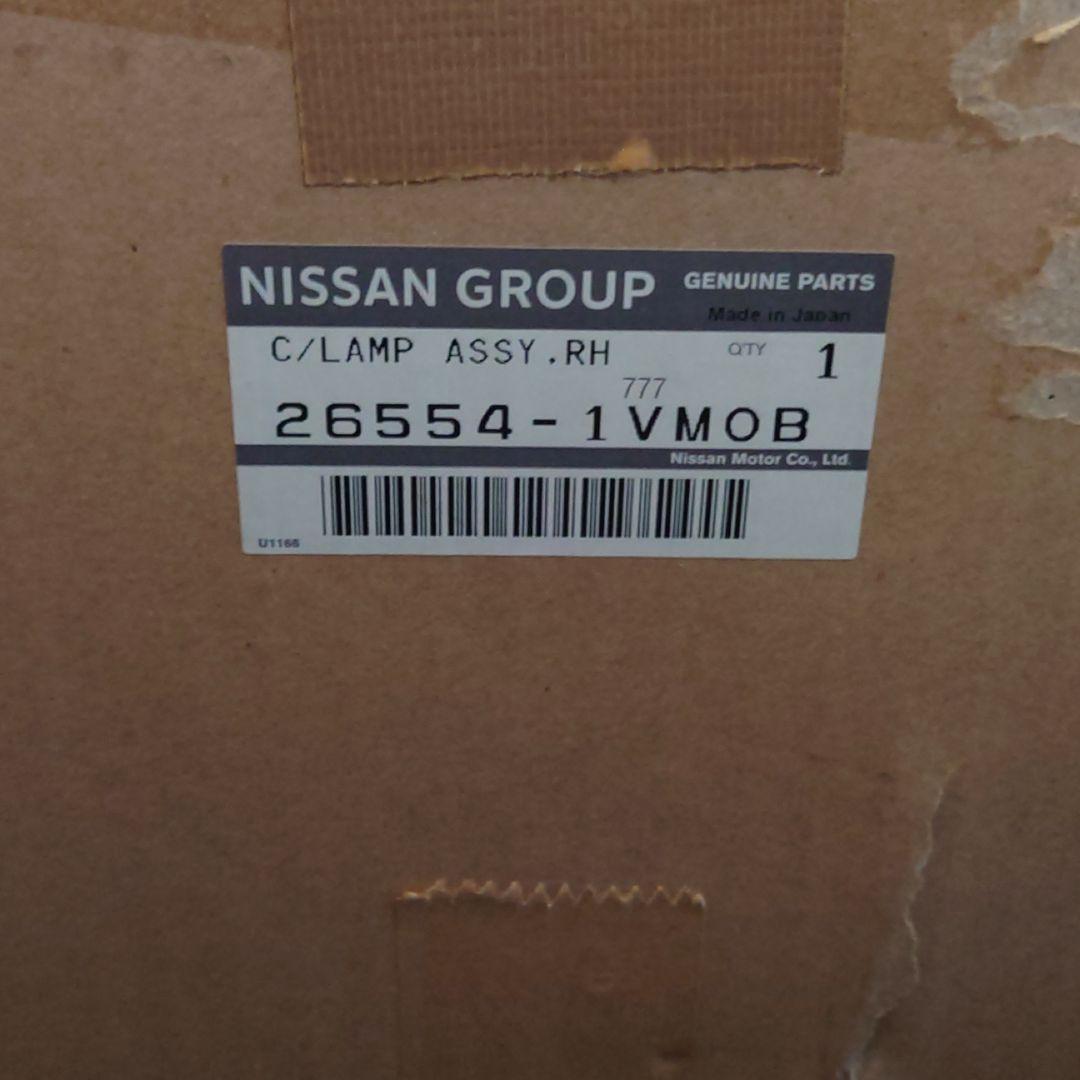 NISSAN GROUP GENUINE PARTS
Made in Japan
C/LAMP ASSY.RH Q'TY 1
777
26554-1VM0B
Nissan Motor Co., Ltd.
U1166